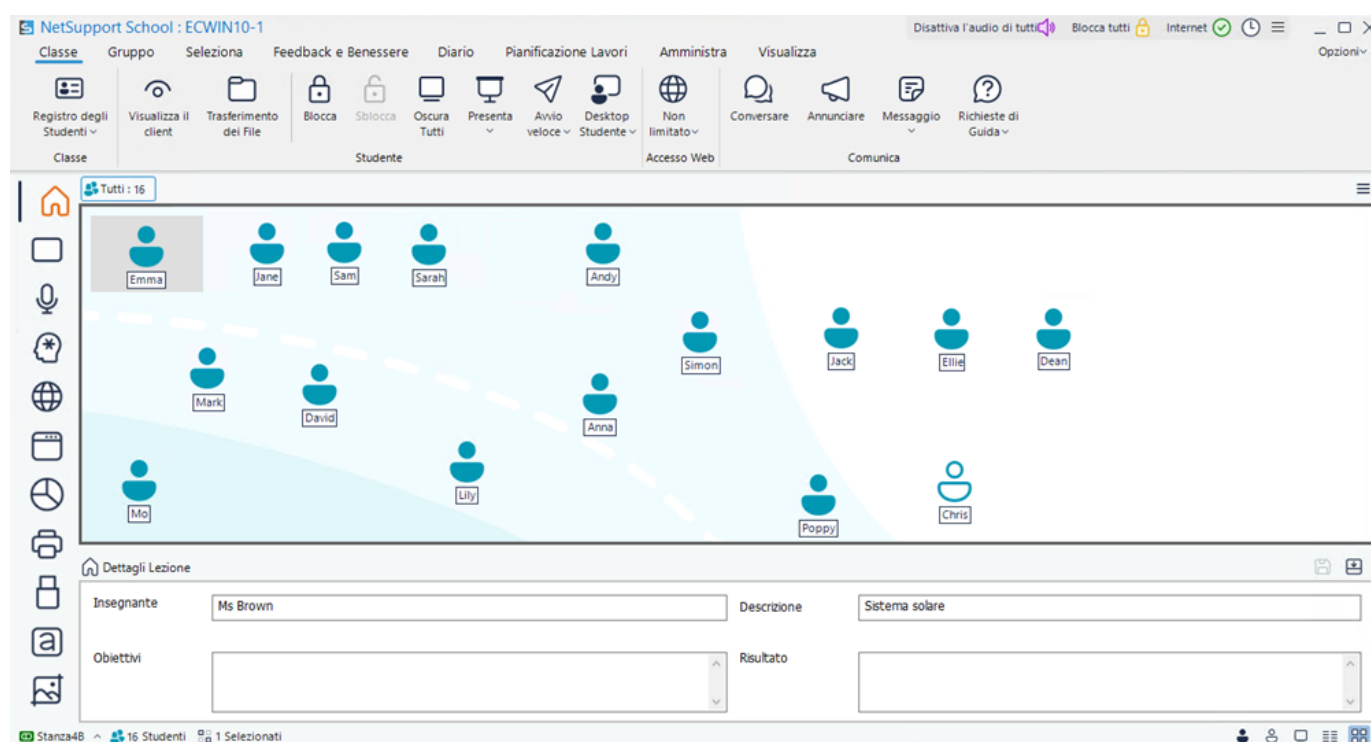 NetSupport School : ECWIN10-1
Disattiva l'audio di tutti Blocca tutti Internet
Classe Gruppo Seleziona Feedback e Benessere Diario Pianificazione Lavori Amministra Visualizza Opzioni
Registro degli Studenti
Visualizza il client
Trasferimento dei File
Blocca
Sblocca
Oscura Tutti
Presenta
Avvio veloce
Desktop Studente
Non limitato
Conversare
Annunciare
Messaggio
Richieste di Guida
Classe Studente Accesso Web Comunica
Tutti : 16
Emma Jane Sam Sarah Andy
Simon Jack Ellie Dean
Mark David Anna
Mo Lily Poppy Chris
Dettagli Lezione
Insegnante Ms Brown Descrizione Sistema solare
Obiettivi Risultato
Stanza4B 16 Studenti 1 Selezionati